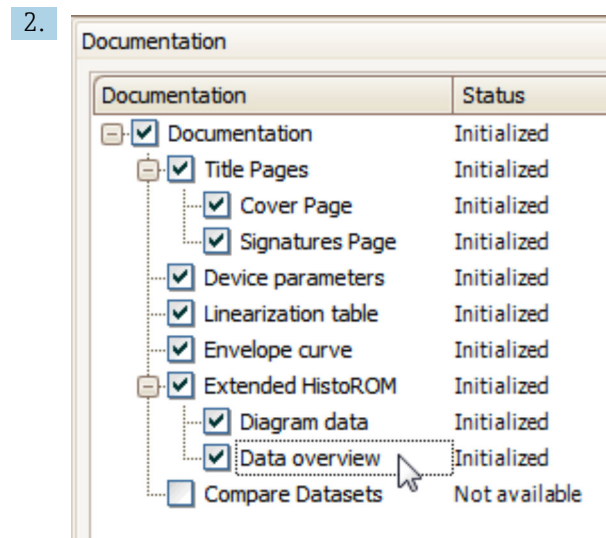 2.
Documentation
Documentation Status
Documentation Initialized
Title Pages Initialized
Cover Page Initialized
Signatures Page Initialized
Device parameters Initialized
Linearization table Initialized
Envelope curve Initialized
Extended HistoROM Initialized
Diagram data Initialized
Data overview Initialized
Compare Datasets Not available